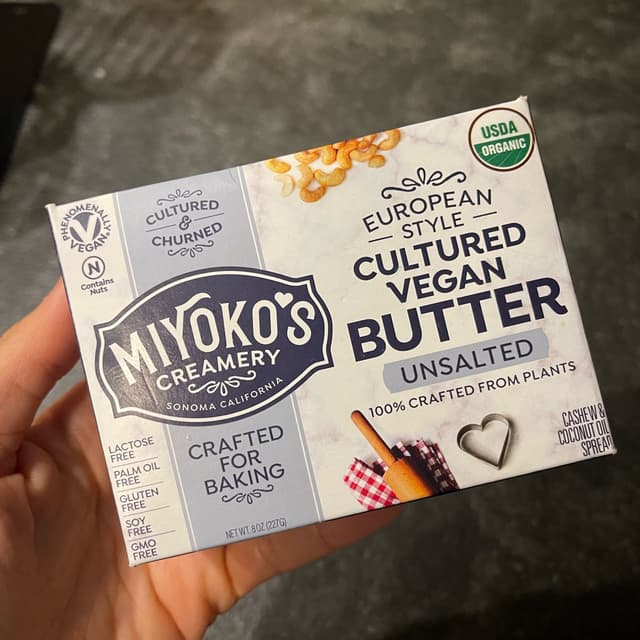 PHENOMENALLY
VEGAN
N
Contains
Nuts
CULTURED
&
CHURNED
MIYOKO'S
CREAMERY
SONOMA CALIFORNIA
CRAFTED
FOR
BAKING
LACTOSE
FREE
PALM OIL
FREE
GLUTEN
FREE
SOY
FREE
GMO
FREE
NET WT. 8 OZ (227G)
USDA
ORGANIC
EUROPEAN
STYLE
CULTURED
VEGAN
BUTTER
UNSALTED
100% CRAFTED FROM PLANTS
CASHEW &
COCONUT OIL
SPREAD